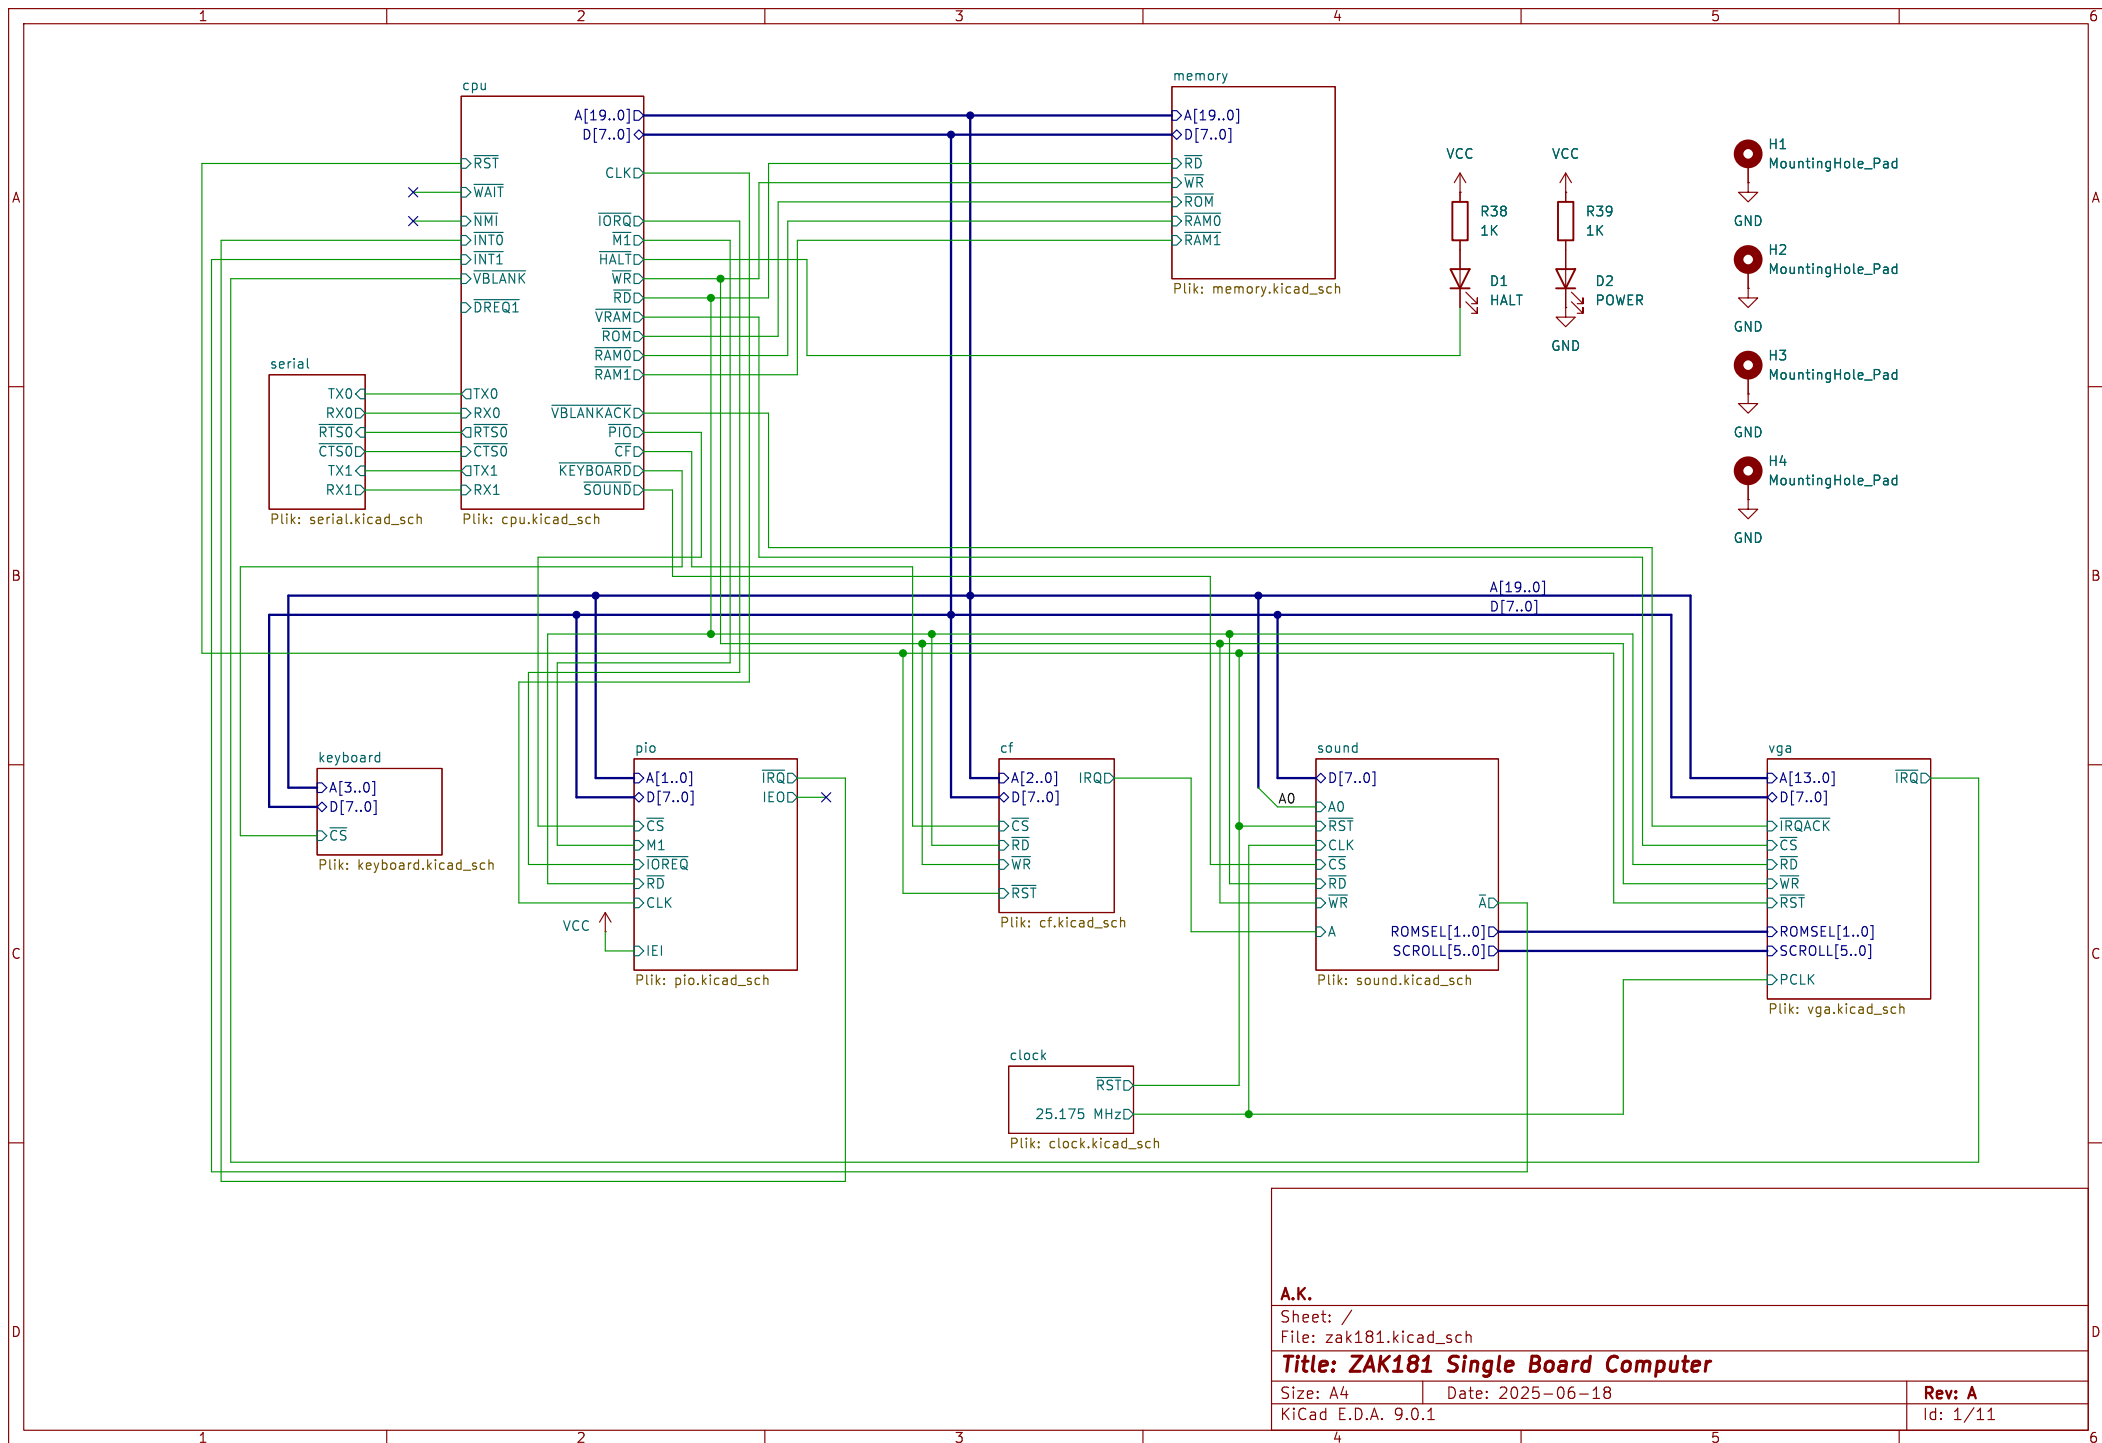 1 2 3 4 5 6
A
B
C
D
A
B
C
D
cpu
A[19..0]
D[7..0]
RST
WAIT
NMI
INT0
INT1
VBLANK
DREQ1
CLK
IORQ
M1
HALT
WR
RD
VRAM
ROM
RAM0
RAM1
TX0
RX0
RTS0
CTS0
TX1
RX1
VBLANKACK
PIO
CF
KEYBOARD
SOUND
Plik: cpu.kicad_sch
serial
TX0
RX0
RTS0
CTS0
TX1
RX1
Plik: serial.kicad_sch
memory
A[19..0]
D[7..0]
RD
WR
ROM
RAM0
RAM1
Plik: memory.kicad_sch
VCC
R38
1K
D1
HALT
VCC
R39
1K
D2
POWER
GND
H1
MountingHole_Pad
GND
H2
MountingHole_Pad
GND
H3
MountingHole_Pad
GND
H4
MountingHole_Pad
GND
A[19..0]
D[7..0]
keyboard
A[3..0]
D[7..0]
CS
Plik: keyboard.kicad_sch
pio
A[1..0]
D[7..0]
CS
M1
IOREQ
RD
CLK
IEI
IRQ
IEO
VCC
Plik: pio.kicad_sch
cf
A[2..0]
D[7..0]
CS
RD
WR
RST
IRQ
Plik: cf.kicad_sch
sound
D[7..0]
A0
A0
RST
CLK
CS
RD
WR
A
A
ROMSEL[1..0]
SCROLL[5..0]
Plik: sound.kicad_sch
vga
A[13..0]
D[7..0]
IRQACK
CS
RD
WR
RST
ROMSEL[1..0]
SCROLL[5..0]
PCLK
IRQ
Plik: vga.kicad_sch
clock
RST
25.175 MHz
Plik: clock.kicad_sch
A.K.
Sheet: /
File: zak181.kicad_sch
Title: ZAK181 Single Board Computer
Size: A4 Date: 2025-06-18 Rev: A
KiCad E.D.A. 9.0.1 Id: 1/11
1 2 3 4 5 6